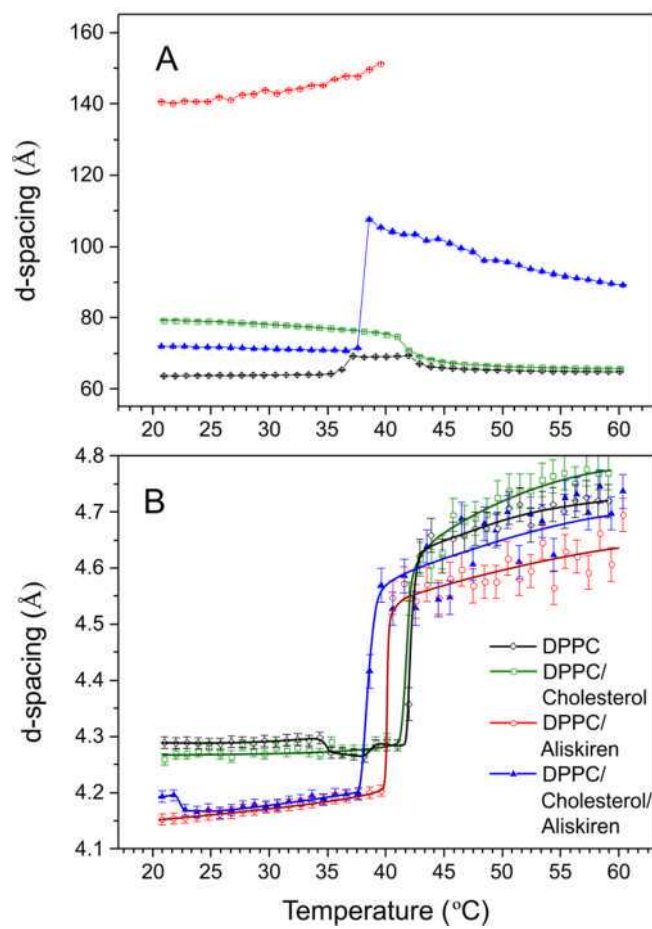 160
A
140
120
100
80
60
d-spacing (Å)
20 25 30 35 40 45 50 55 60
4.8
B
4.7
4.6
4.5
4.4
4.3
4.2
4.1
d-spacing (Å)
DPPC
DPPC/
Cholesterol
DPPC/
Aliskiren
DPPC/
Cholesterol/
Aliskiren
20 25 30 35 40 45 50 55 60
Temperature (°C)